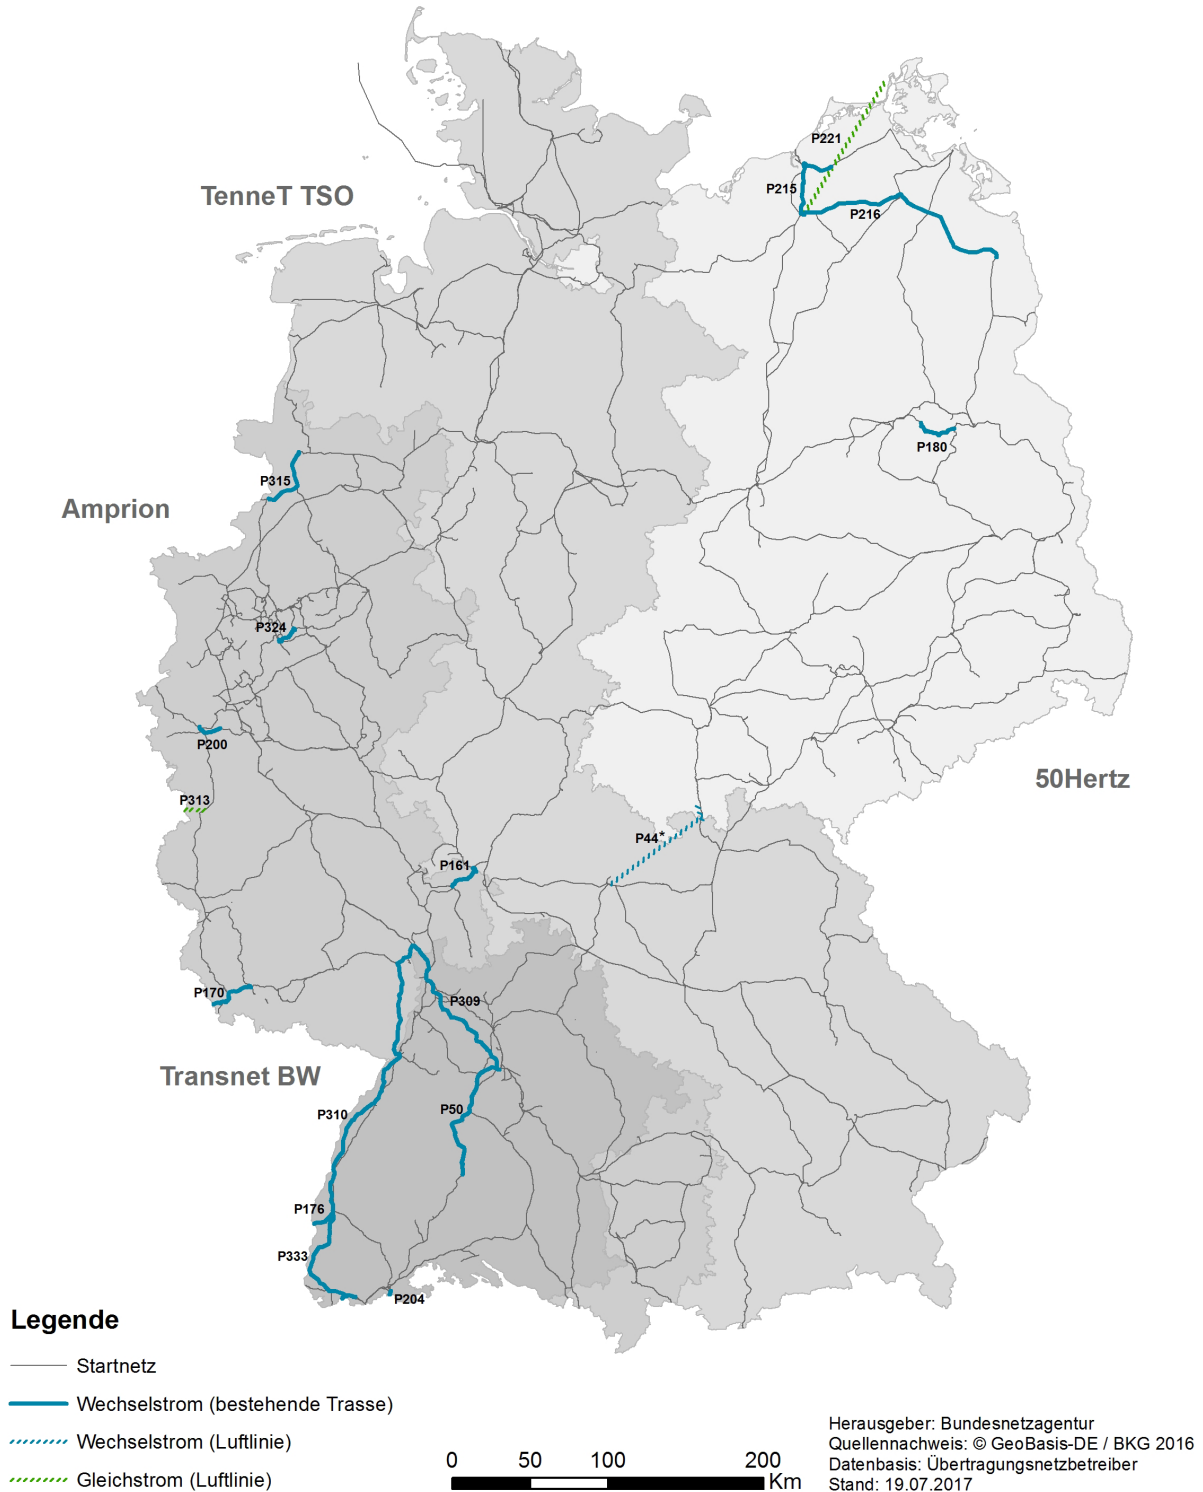 P221
TenneT TSO
P215
P216
P180
P315
Amprion
P324
P200
50Hertz
P313
P44*
P161
P170
P309
Transnet BW
P50
P310
P176
P333
P204
Legende
Startnetz
Wechselstrom (bestehende Trasse)
Wechselstrom (Luftlinie)
Gleichstrom (Luftlinie)
0 50 100 200
Km
Herausgeber: Bundesnetzagentur
Quellennachweis: © GeoBasis-DE / BKG 2016
Datenbasis: Übertragungsnetzbetreiber
Stand: 19.07.2017